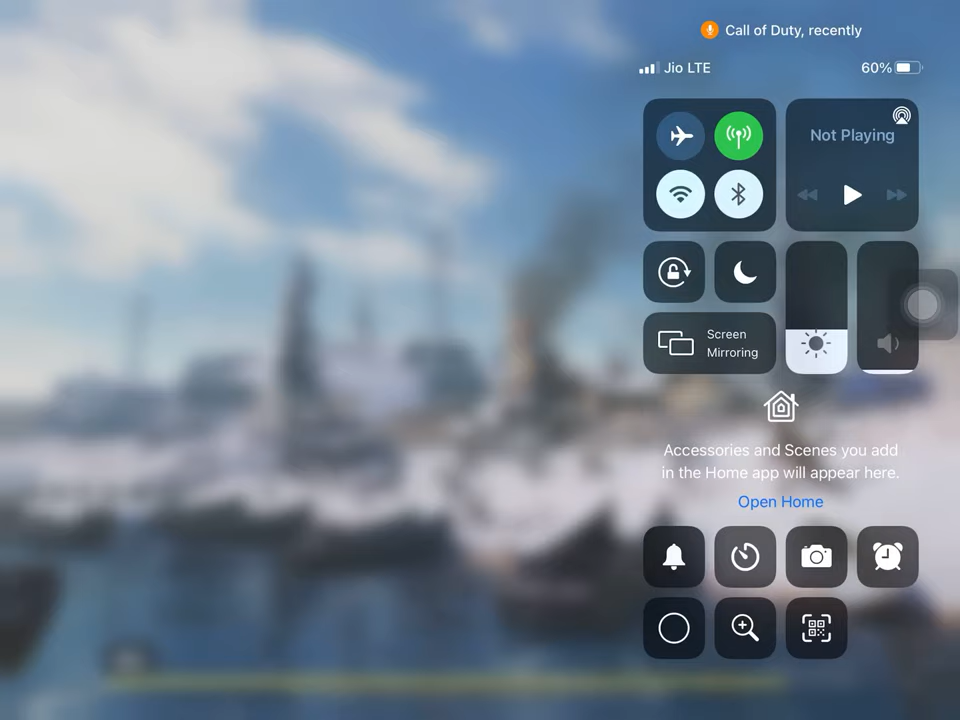 Call of Duty, recently
Jio LTE 60%
Not Playing
Screen
Mirroring
Accessories and Scenes you add
in the Home app will appear here.
Open Home